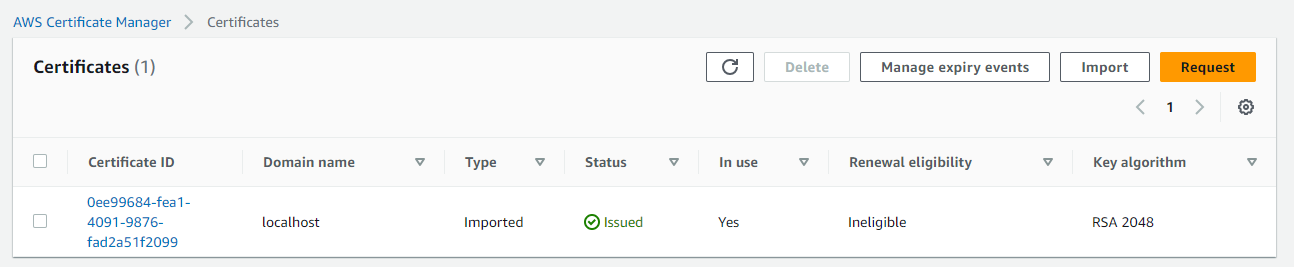 AWS Certificate Manager > Certificates
Certificates (1)
Delete
Manage expiry events
Import
Request
1
Certificate ID Domain name Type Status In use Renewal eligibility Key algorithm
0ee99684-fea1-
4091-9876-
fad2a51f2099
localhost Imported Issued Yes Ineligible RSA 2048